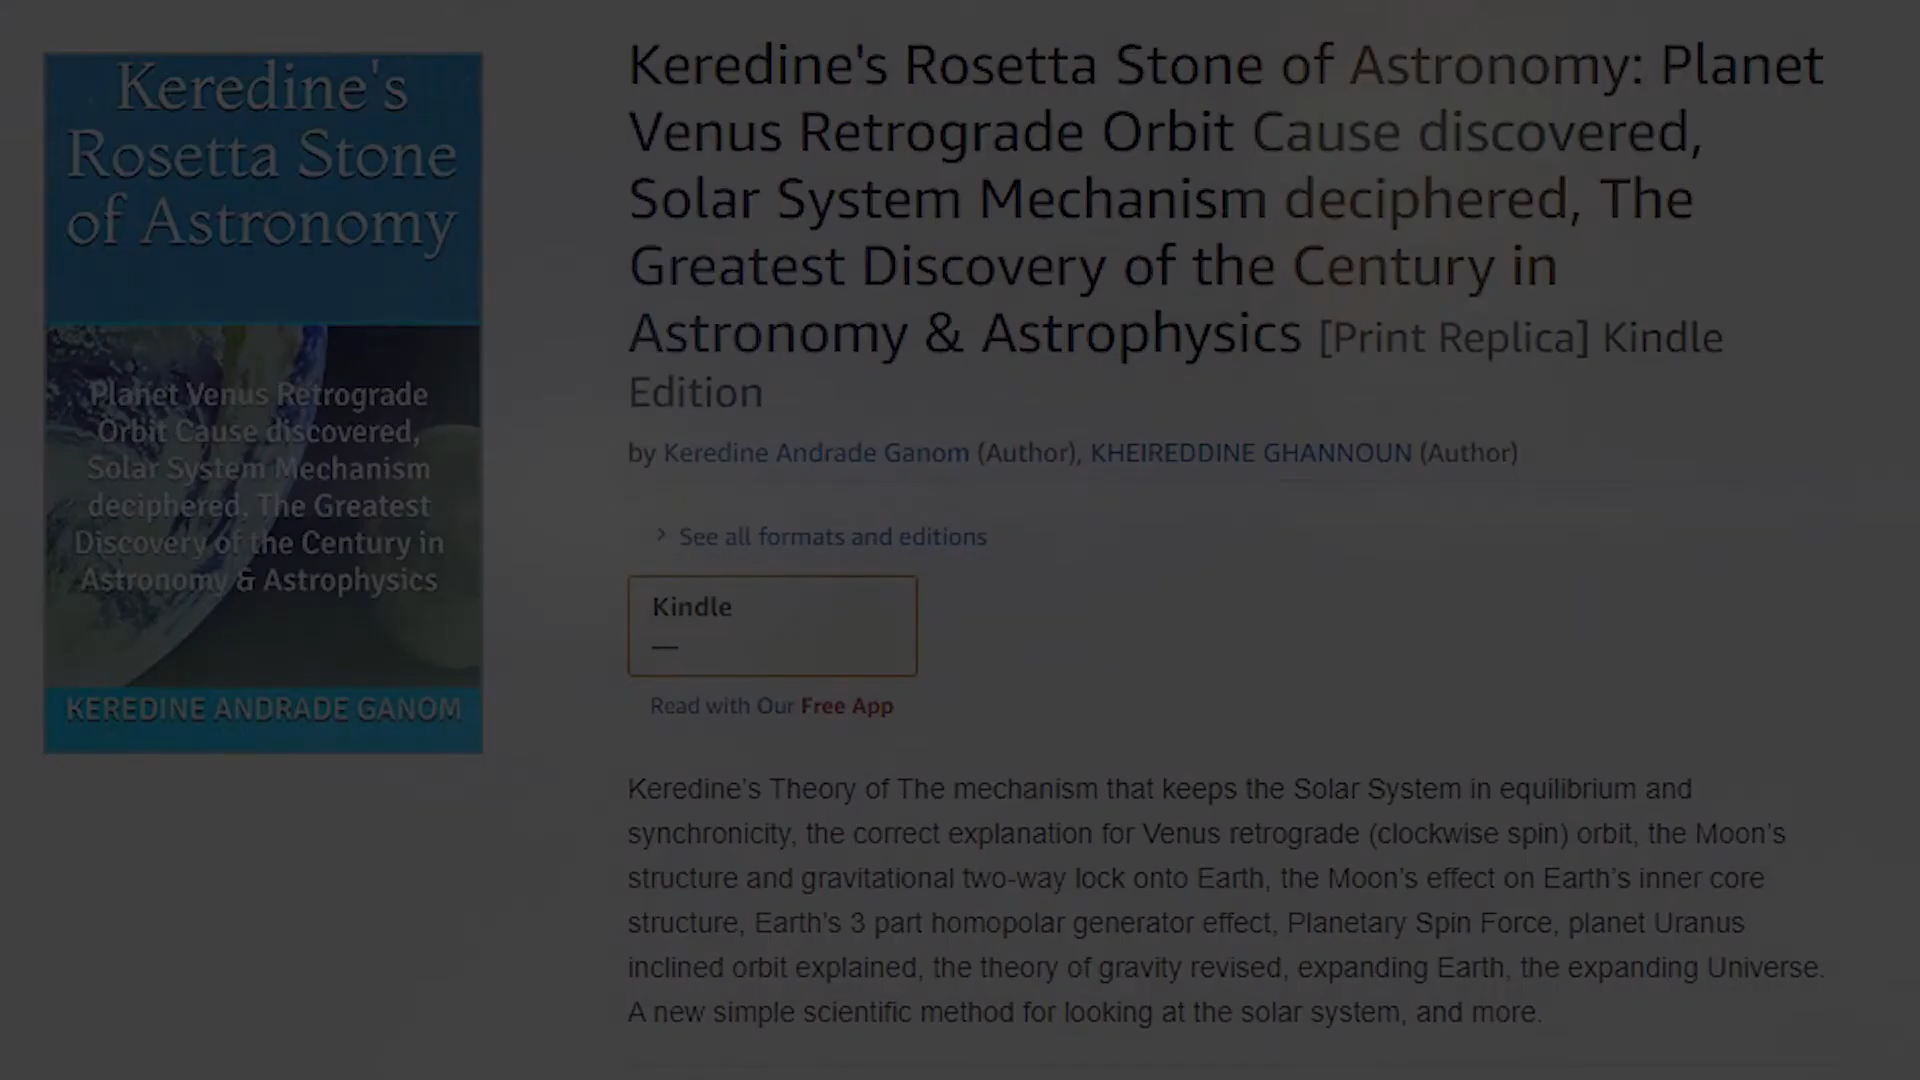 Keredine's
Rosetta Stone
of Astronomy
Planet Venus Retrograde
Orbit Cause discovered,
Solar System Mechanism
deciphered, The Greatest
Discovery of the Century in
Astronomy & Astrophysics
KEREDINE ANDRADE GANOM
Keredine's Rosetta Stone of Astronomy: Planet
Venus Retrograde Orbit Cause discovered,
Solar System Mechanism deciphered, The
Greatest Discovery of the Century in
Astronomy & Astrophysics [Print Replica] Kindle
Edition
by Keredine Andrade Ganom (Author), KHEIREDDINE GHANNOUN (Author)
› See all formats and editions
Kindle
—
Read with Our Free App
Keredine’s Theory of The mechanism that keeps the Solar System in equilibrium and
synchronicity, the correct explanation for Venus retrograde (clockwise spin) orbit, the Moon’s
structure and gravitational two-way lock onto Earth, the Moon’s effect on Earth’s inner core
structure, Earth’s 3 part homopolar generator effect, Planetary Spin Force, planet Uranus
inclined orbit explained, the theory of gravity revised, expanding Earth, the expanding Universe.
A new simple scientific method for looking at the solar system, and more.